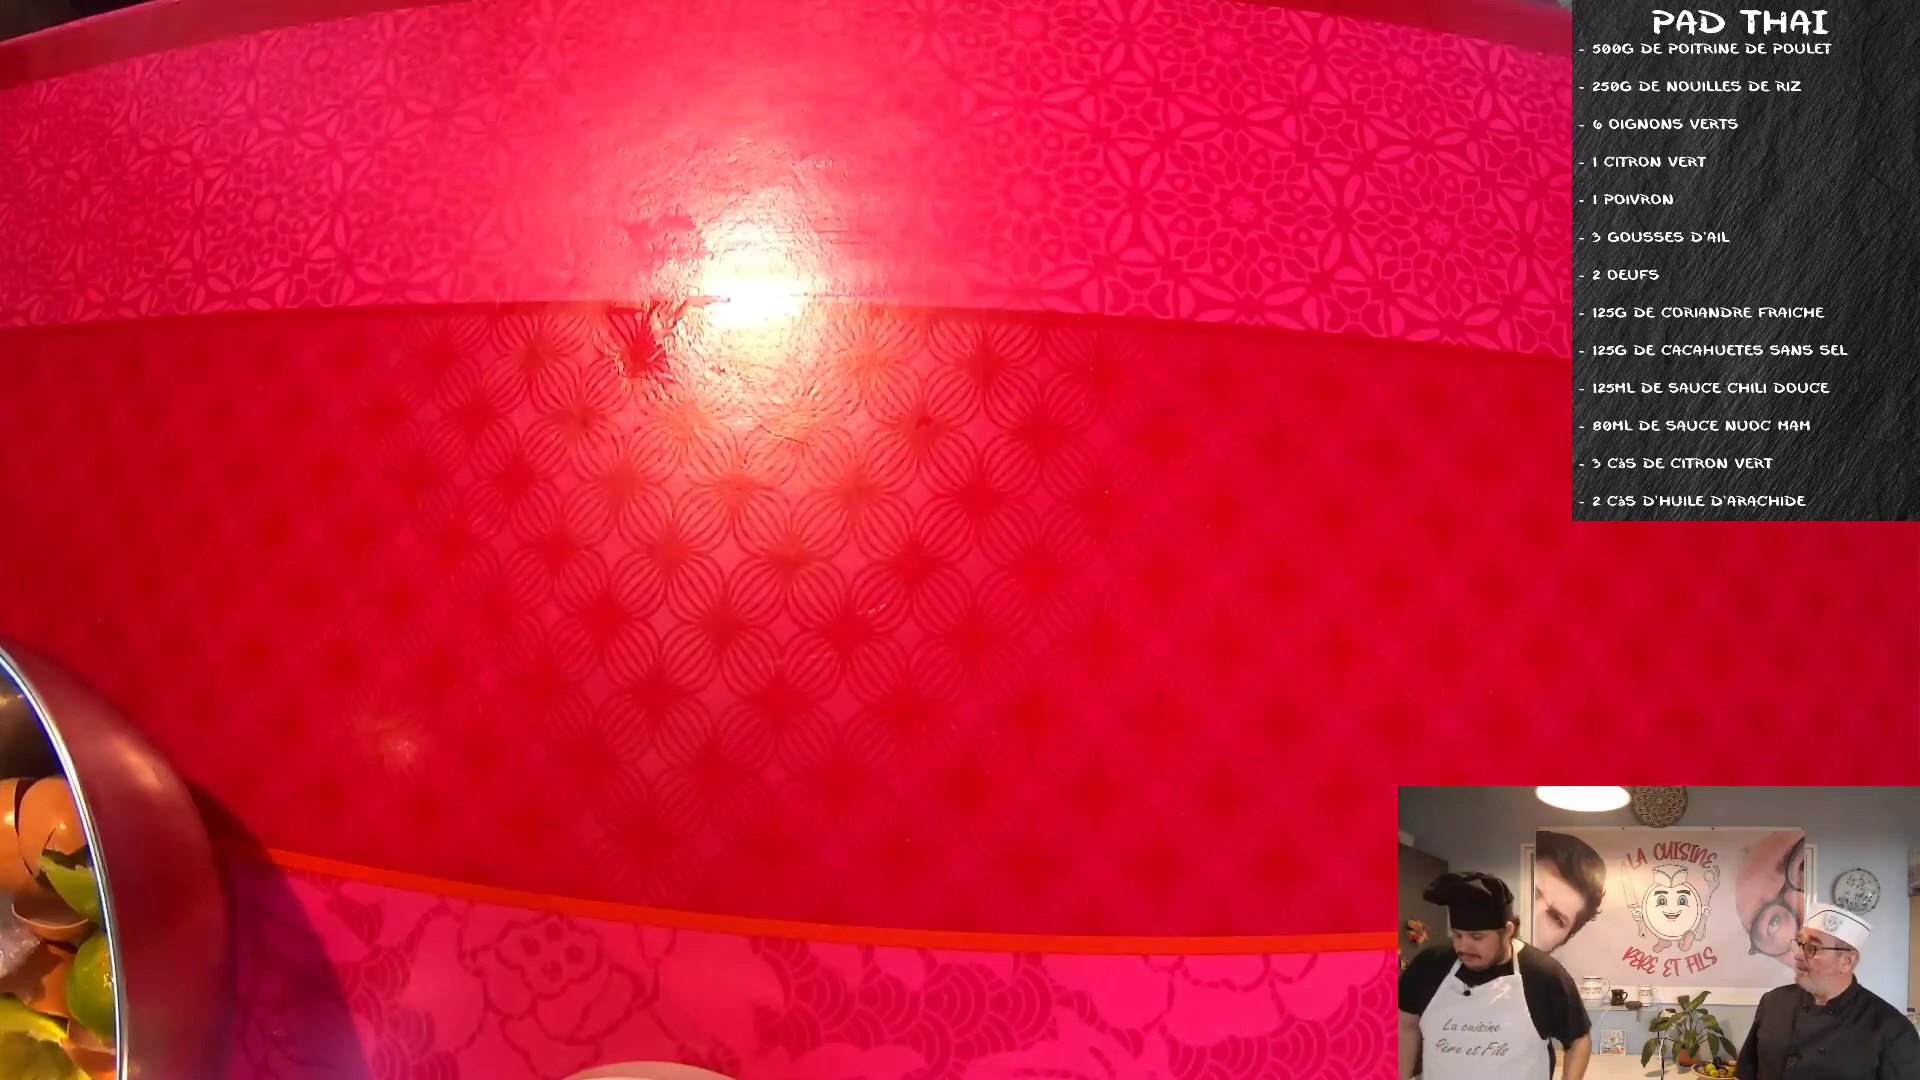 PAD THAI
- 500G DE POITRINE DE POULET
- 250G DE NOUILLES DE RIZ
- 6 OIGNONS VERTS
- 1 CITRON VERT
- 1 POIVRON
- 3 GOUSSES D'AIL
- 2 OEUFS
- 125G DE CORIANDRE FRAICHE
- 125G DE CACAHUETES SANS SEL
- 125ML DE SAUCE CHILI DOUCE
- 80ML DE SAUCE NUOC MAM
- 3 CàS DE CITRON VERT
- 2 CàS D'HUILE D'ARACHIDE
LA CUISINE
PÈRE ET FILS
La cuisine
Père et Fils